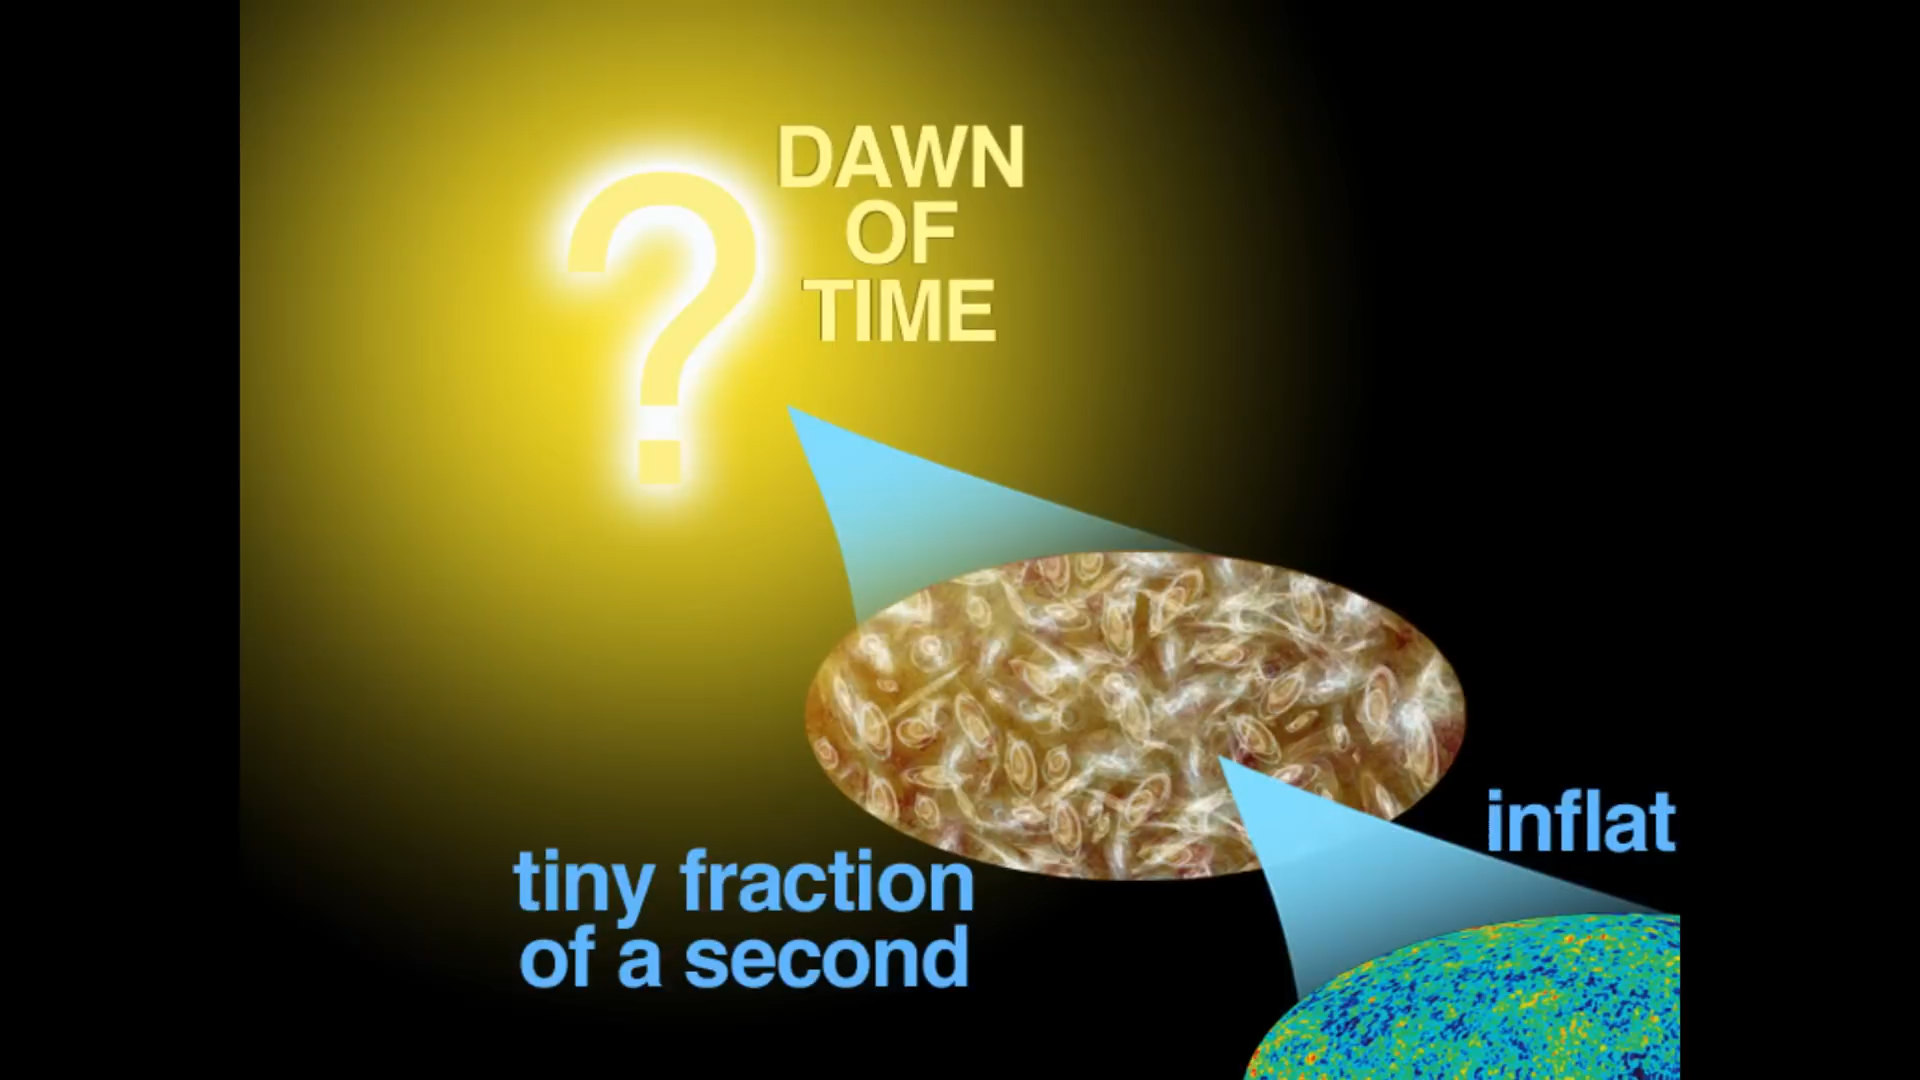 ?
DAWN
OF
TIME
inflat
tiny fraction
of a second